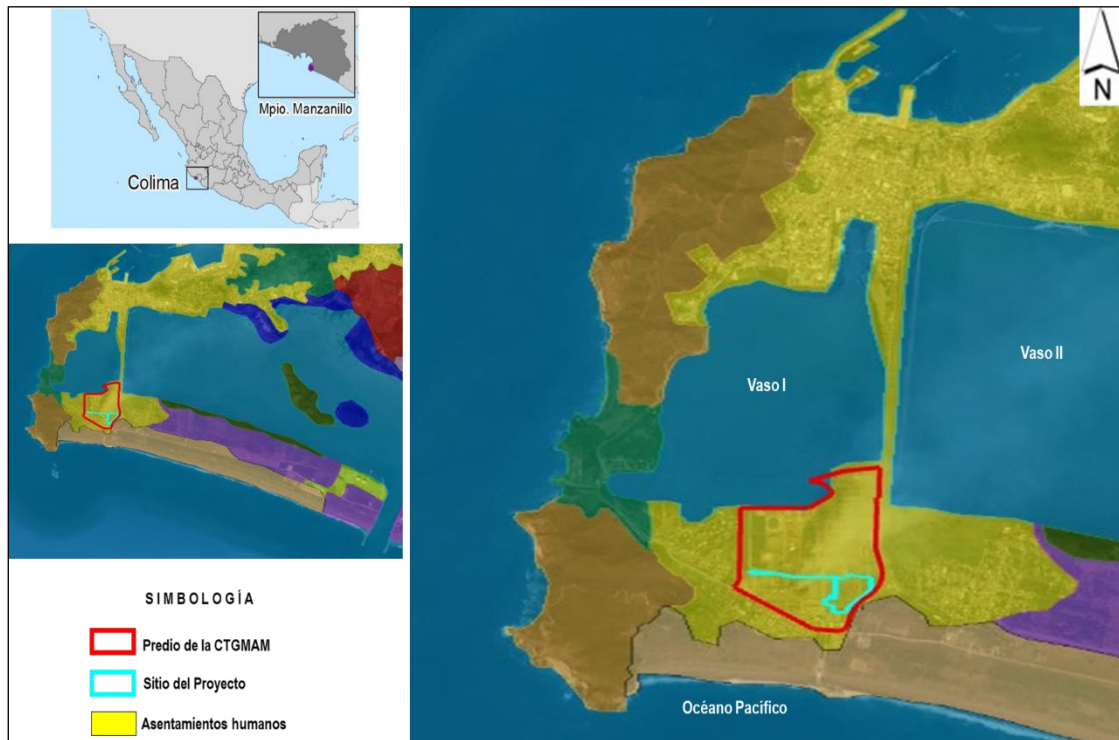 Mpio. Manzanillo
Colima
N
Vaso I
Vaso II
Océano Pacífico
SIMBOLOGÍA
Predio de la CTGMAM
Sitio del Proyecto
Asentamientos humanos